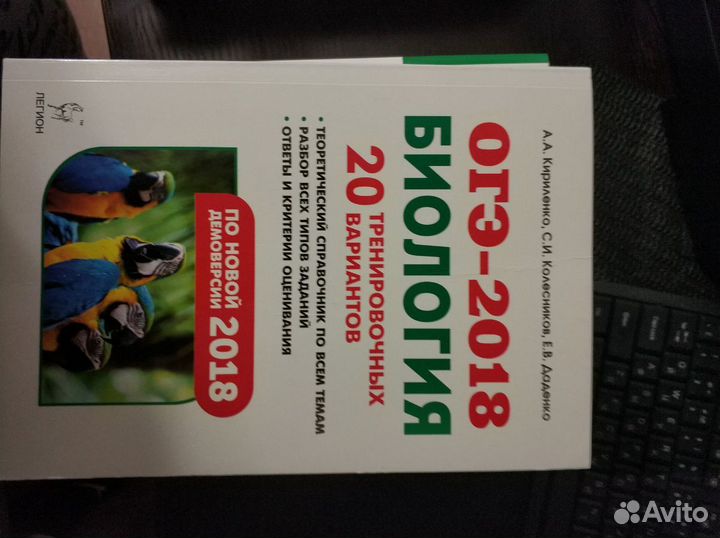 А.А. Кириленко, С.И. Колесников, Е.В. Даденко
ОГЭ-2018
БИОЛОГИЯ
20 ТРЕНИРОВОЧНЫХ
ВАРИАНТОВ
• ТЕОРЕТИЧЕСКИЙ СПРАВОЧНИК ПО ВСЕМ ТЕМАМ
• РАЗБОР ВСЕХ ТИПОВ ЗАДАНИЙ
• ОТВЕТЫ И КРИТЕРИИ ОЦЕНИВАНИЯ
ПО НОВОЙ
ДЕМОВЕРСИИ 2018
ЛЕГИОН
TM
Avito